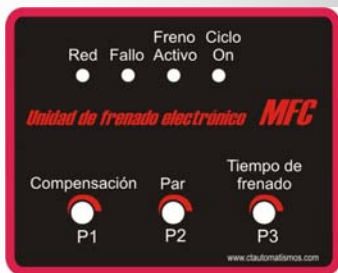 Freno Ciclo
Red Fallo Activo On
Unidad de frenado electrónico MFC
Tiempo de
Compensación Par frenado
P1 P2 P3
www.ctautomatismos.com